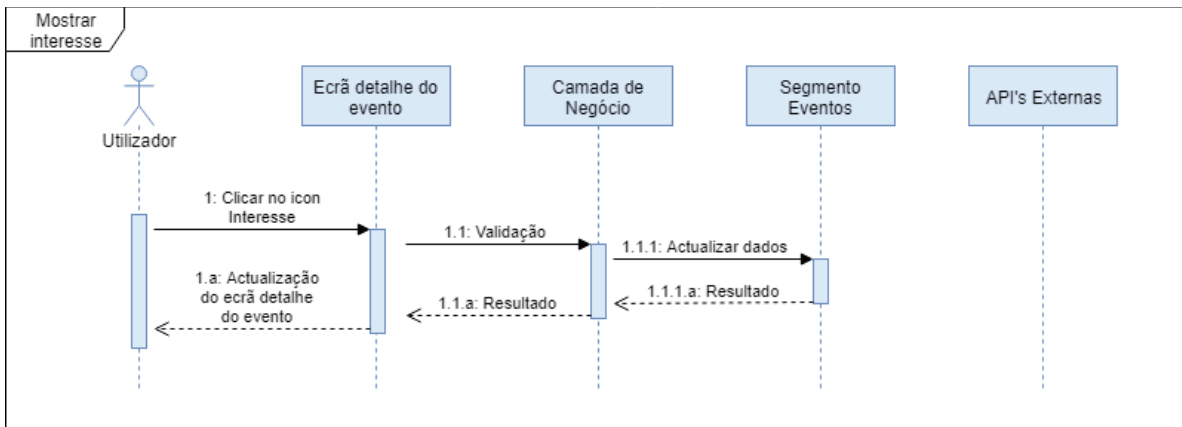 Mostrar
interesse
Utilizador
Ecrã detalhe do
evento
Camada de
Negócio
Segmento
Eventos
API's Externas
1: Clicar no icon
Interesse
1.1: Validação
1.1.1: Actualizar dados
1.1.1.a: Resultado
1.1.a: Resultado
1.a: Actualização
do ecrã detalhe
do evento